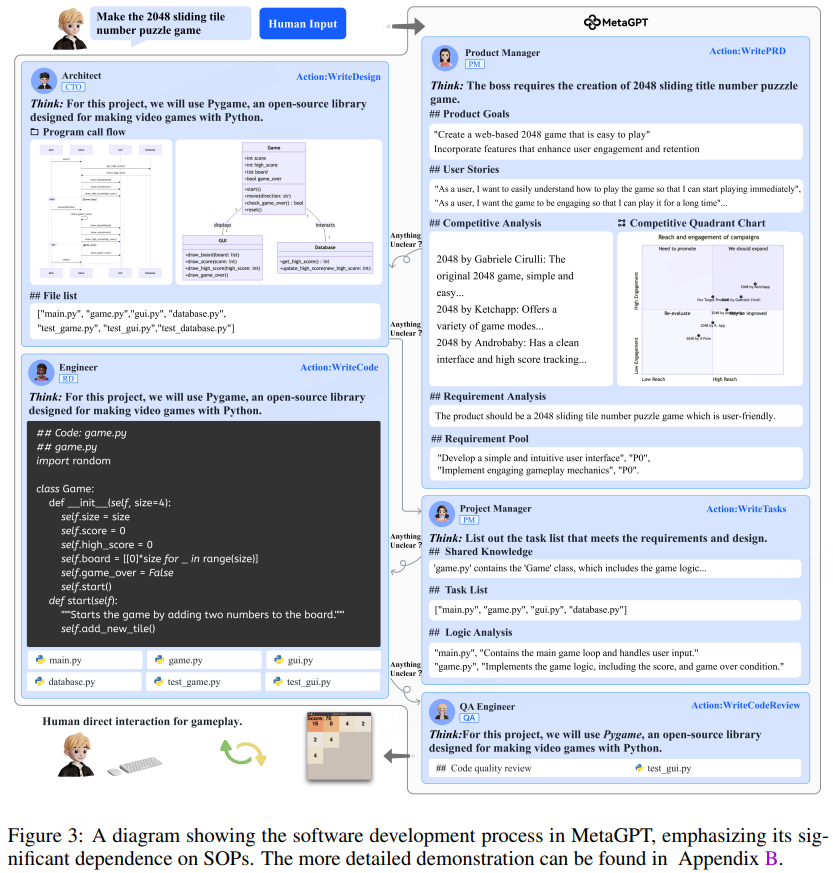 Make the 2048 sliding tile
number puzzle game
Human Input
MetaGPT
Product Manager
PM
Action:WritePRD
Think: The boss requires the creation of 2048 sliding title number puzzzle
game.
## Product Goals
"Create a web-based 2048 game that is easy to play"
Incorporate features that enhance user engagement and retention
## User Stories
"As a user, I want to easily understand how to play the game so that I can start playing immediately",
"As a user, I want the game to be engaging so that I can play it for a long time"...
## Competitive Analysis
2048 by Gabriele Cirulli: The
original 2048 game, simple and
easy...
2048 by Ketchapp: Offers a
variety of game modes...
2048 by Androbaby: Has a clean
interface and high score tracking...
Competitive Quadrant Chart
Reach and engagement of campaigns
Need to promote
We should expand
2048 by Ketchapp
Our Target Product
by Gabriele Cirulli
Re-evaluate
May be improved
High Engagement
Low Engagement
Low Reach
High Reach
## Requirement Analysis
The product should be a 2048 sliding tile number puzzle game which is user-friendly.
## Requirement Pool
"Develop a simple and intuitive user interface", "P0",
"Implement engaging gameplay mechanics", "P0".
Architect
CTO
Action:WriteDesign
Think: For this project, we will use Pygame, an open-source library
designed for making video games with Python.
Program call flow
Game
+int score
+int high_score
+list board
+bool game_over
+start()
+move(direction: str)
+check_game_over() : bool
+reset()
displays
interacts
GUI
+draw_board(board: list)
+draw_score(score: int)
+draw_high_score(high_score: int)
+draw_game_over()
Database
+get_high_score() : int
+update_high_score(new_high_score: int)
## File list
["main.py", "game.py","gui.py", "database.py",
"test_game.py", "test_gui.py","test_database.py"]
Anything
Unclear ?
Anything
Unclear ?
Engineer
RD
Action:WriteCode
Think: For this project, we will use Pygame, an open-source library
designed for making video games with Python.
## Code: game.py
## game.py
import random
class Game:
def __init__(self, size=4):
self.size = size
self.score = 0
self.high_score = 0
self.board = [[0]*size for _ in range(size)]
self.game_over = False
self.start()
def start(self):
"""Starts the game by adding two numbers to the board."""
self.add_new_tile()
main.py
game.py
gui.py
database.py
test_game.py
test_gui.py
Project Manager
PM
Action:WriteTasks
Think: List out the task list that meets the requirements and design.
## Shared Knowledge
'game.py' contains the 'Game' class, which includes the game logic...
## Task List
["main.py", "game.py", "gui.py", "database.py"]
## Logic Analysis
"main.py", "Contains the main game loop and handles user input."
"game.py", "Implements the game logic, including the score, and game over condition."
Anything
Unclear ?
Anything
Unclear ?
QA Engineer
QA
Action:WriteCodeReview
Think:For this project, we will use Pygame, an open-source library
designed for making video games with Python.
## Code quality review
test_gui.py
Human direct interaction for gameplay.
Score: 76
16 8 4 2
2 4
4
Figure 3: A diagram showing the software development process in MetaGPT, emphasizing its sig-
nificant dependence on SOPs. The more detailed demonstration can be found in Appendix B.